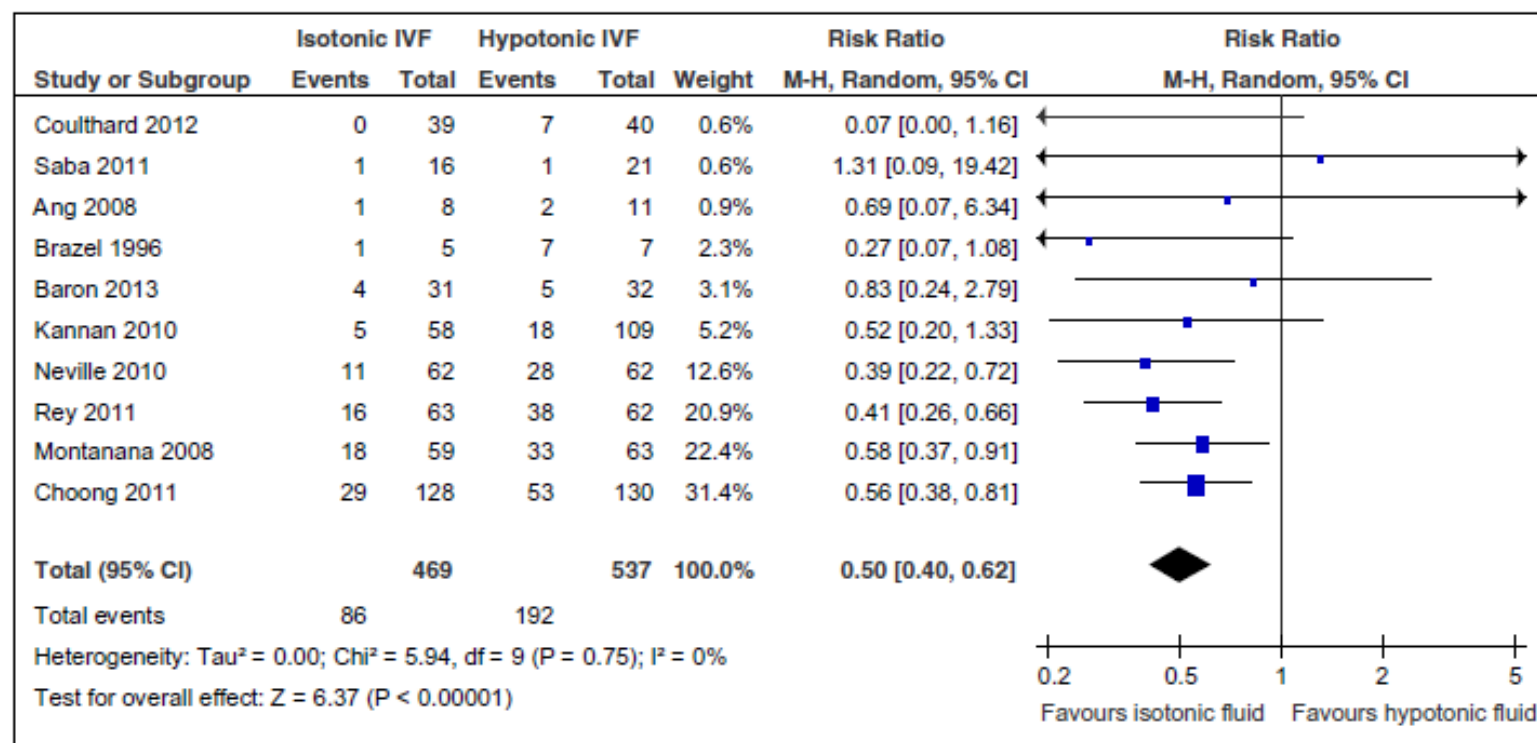 Isotonic IVF Hypotonic IVF Risk Ratio Risk Ratio
Study or Subgroup Events Total Events Total Weight M-H, Random, 95% CI M-H, Random, 95% CI
Coulthard 2012 0 39 7 40 0.6% 0.07 [0.00, 1.16]
Saba 2011 1 16 1 21 0.6% 1.31 [0.09, 19.42]
Ang 2008 1 8 2 11 0.9% 0.69 [0.07, 6.34]
Brazel 1996 1 5 7 7 2.3% 0.27 [0.07, 1.08]
Baron 2013 4 31 5 32 3.1% 0.83 [0.24, 2.79]
Kannan 2010 5 58 18 109 5.2% 0.52 [0.20, 1.33]
Neville 2010 11 62 28 62 12.6% 0.39 [0.22, 0.72]
Rey 2011 16 63 38 62 20.9% 0.41 [0.26, 0.66]
Montanana 2008 18 59 33 63 22.4% 0.58 [0.37, 0.91]
Choong 2011 29 128 53 130 31.4% 0.56 [0.38, 0.81]
Total (95% CI) 469 537 100.0% 0.50 [0.40, 0.62]
Total events 86 192
Heterogeneity: Tau² = 0.00; Chi² = 5.94, df = 9 (P = 0.75); I² = 0%
Test for overall effect: Z = 6.37 (P < 0.00001)
0.2 0.5 1 2 5
Favours isotonic fluid Favours hypotonic fluid